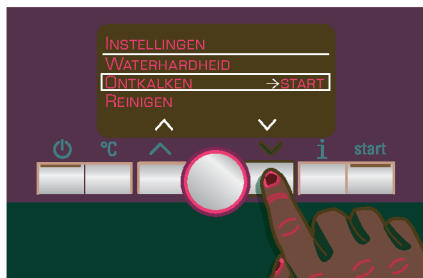 INSTELLINGEN
WATERHARDHEID
ONTKALKEN →START
REINIGEN
°C i start